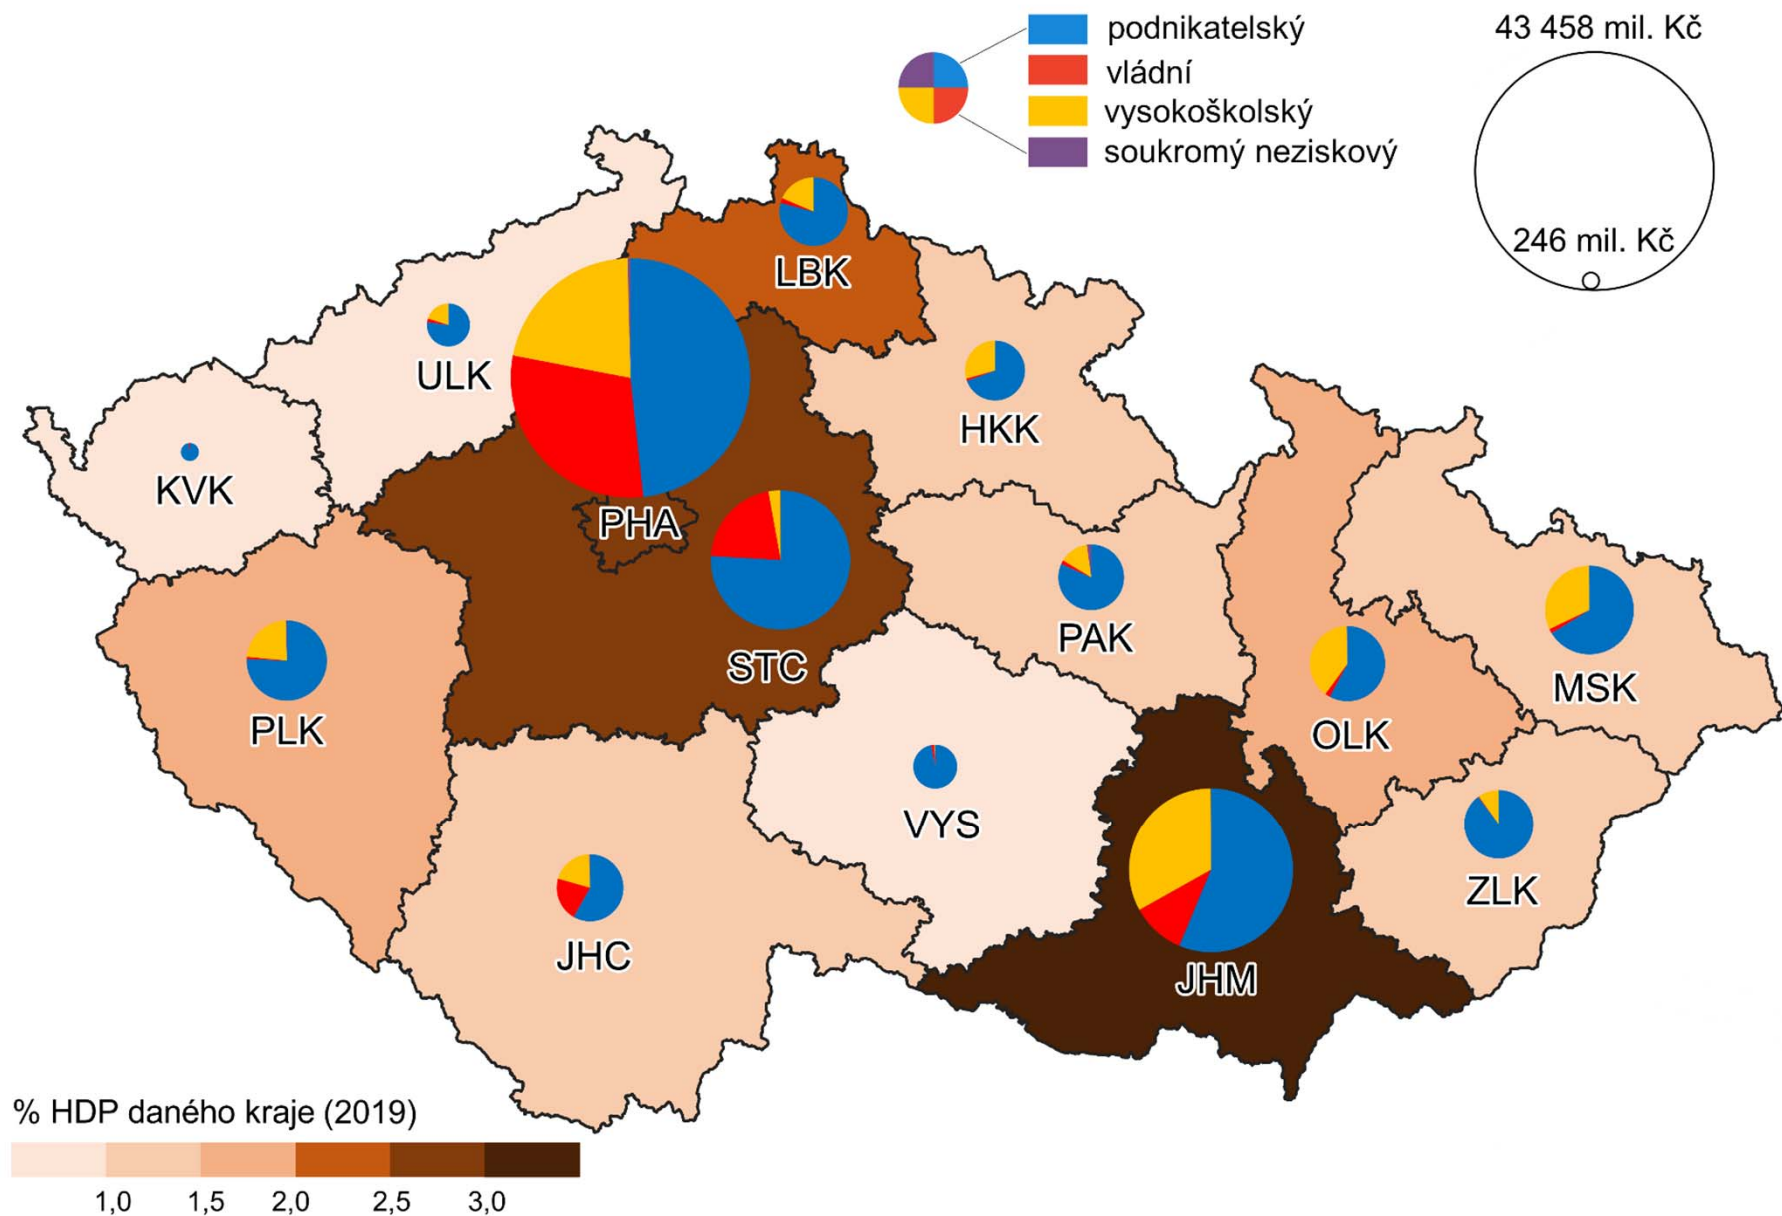 podnikatelský
vládní
vysokoškolský
soukromý neziskový
43 458 mil. Kč
246 mil. Kč
LBK
ULK
HKK
KVK
PHA
PAK
STC
MSK
PLK
OLK
VYS
ZLK
JHC
JHM
% HDP daného kraje (2019)
1,0 1,5 2,0 2,5 3,0